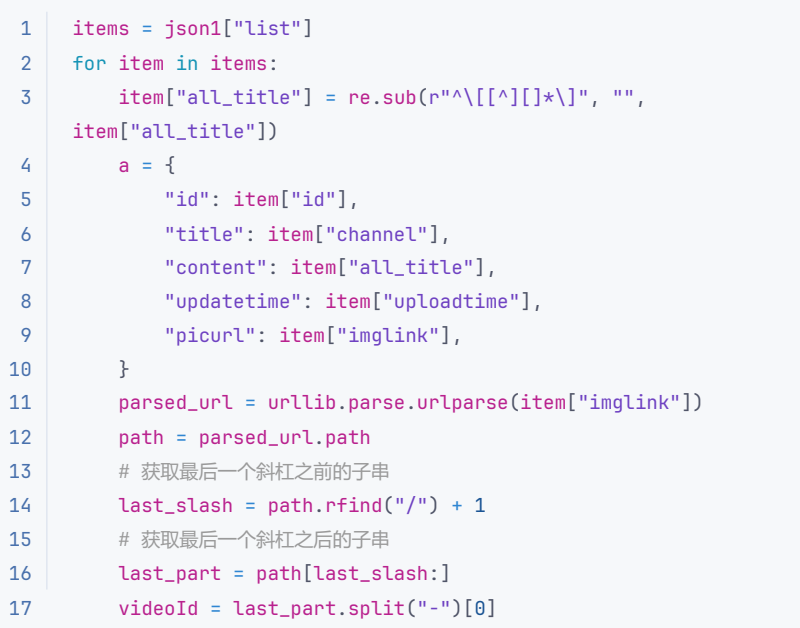 1 items = json1["list"]
2 for item in items:
3     item["all_title"] = re.sub(r"^\[[^][]*\]", "",
item["all_title"])
4     a = {
5         "id": item["id"],
6         "title": item["channel"],
7         "content": item["all_title"],
8         "updatetime": item["uploadtime"],
9         "picurl": item["imglink"],
10     }
11     parsed_url = urllib.parse.urlparse(item["imglink"])
12     path = parsed_url.path
13     # 获取最后一个斜杠之前的子串
14     last_slash = path.rfind("/") + 1
15     # 获取最后一个斜杠之后的子串
16     last_part = path[last_slash:]
17     videoId = last_part.split("-")[0]